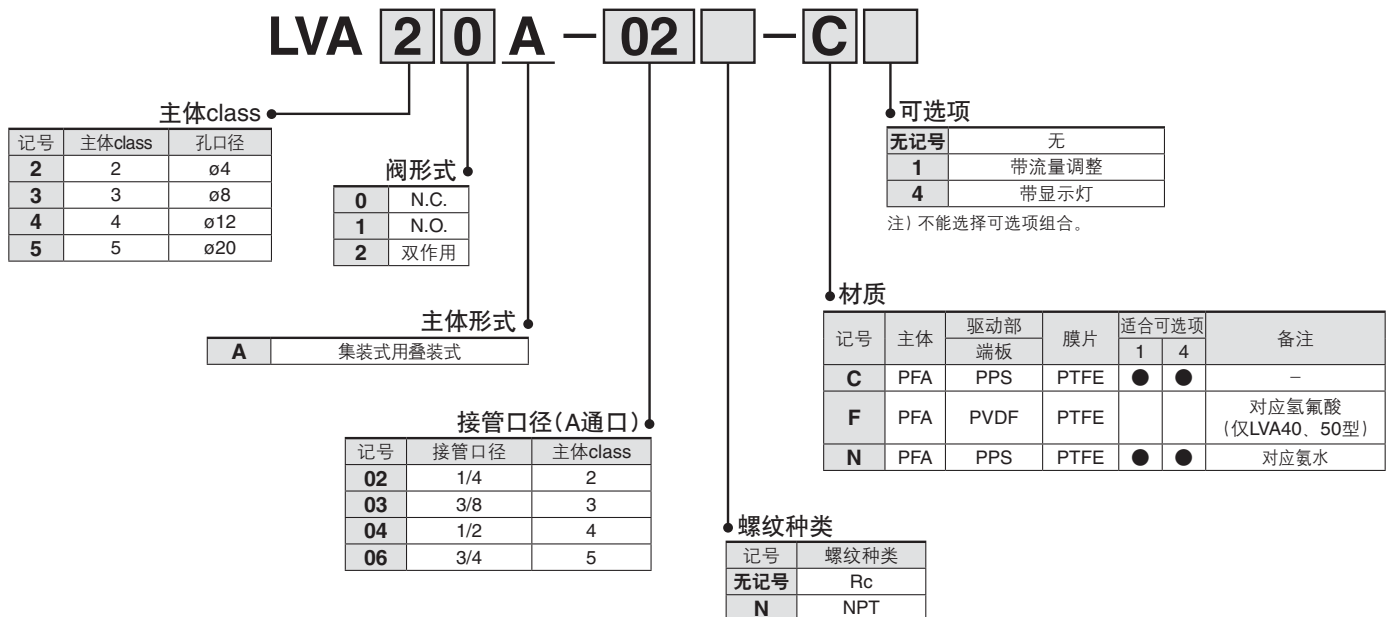 LVA 2 0 A － 02 － C
主体class
记号 主体class 孔口径
2 2 ø4
3 3 ø8
4 4 ø12
5 5 ø20
阀形式
0 N.C.
1 N.O.
2 双作用
主体形式
A 集装式用叠装式
接管口径(A通口)
记号 接管口径 主体class
02 1/4 2
03 3/8 3
04 1/2 4
06 3/4 5
可选项
无记号 无
1 带流量调整
4 带显示灯
注) 不能选择可选项组合。
材质
记号 主体 驱动部 膜片 适合可选项 备注
端板 1 4
C PFA PPS PTFE ● ● −
F PFA PVDF PTFE 对应氢氟酸
(仅LVA40、50型)
N PFA PPS PTFE ● ● 对应氨水
螺纹种类
记号 螺纹种类
无记号 Rc
N NPT